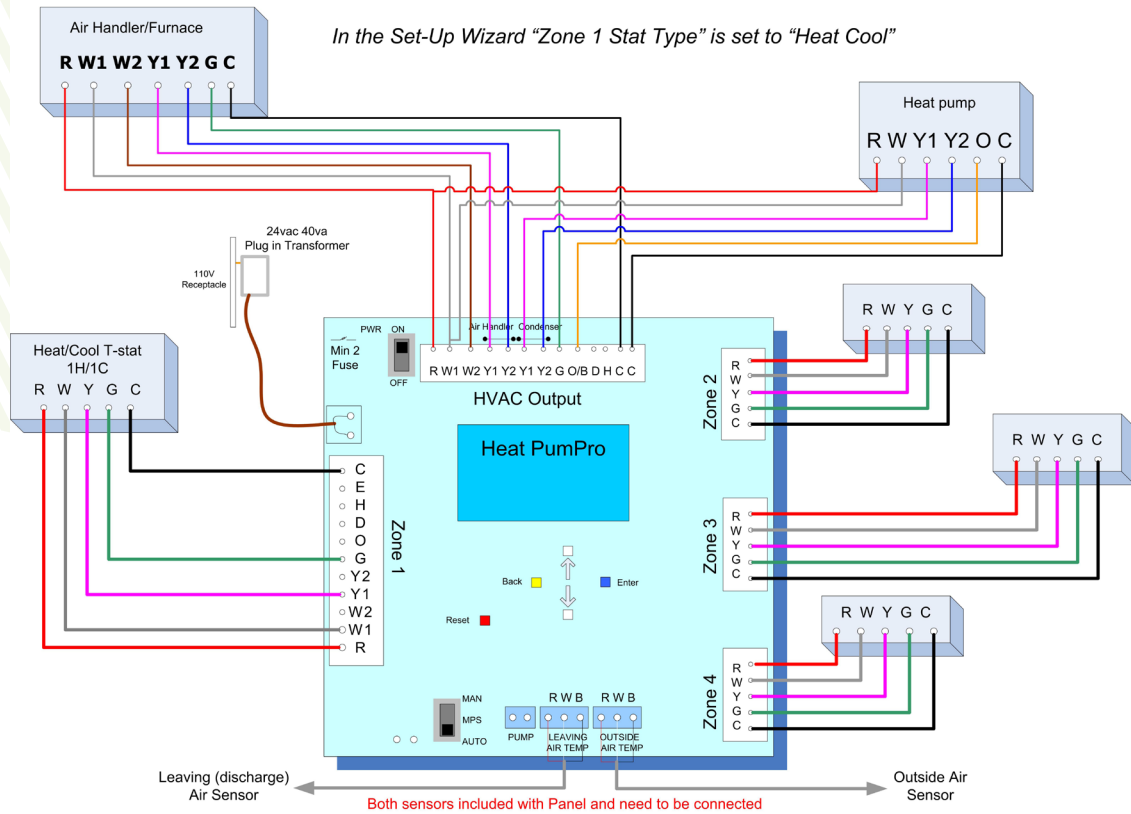 In the Set-Up Wizard “Zone 1 Stat Type” is set to “Heat Cool”
Air Handler/Furnace
R W1 W2 Y1 Y2 G C
Heat pump
R W Y1 Y2 O C
24vac 40va
Plug in Transformer
110V
Receptacle
Heat/Cool T-stat
1H/1C
R W Y G C
PWR
ON
OFF
Min 2
Fuse
Air Handler Condenser
R W1 W2 Y1 Y2 Y1 Y2 G O/B D H C C
HVAC Output
Heat PumPro
Zone 1
C
E
H
D
O
G
Y2
Y1
W2
W1
R
Back
Enter
Reset
MAN
MPS
AUTO
PUMP
R W B
LEAVING
AIR TEMP
R W B
OUTSIDE
AIR TEMP
Zone 2
R
W
Y
G
C
R W Y G C
Zone 3
R
W
Y
G
C
R W Y G C
Zone 4
R
W
Y
G
C
R W Y G C
Leaving (discharge)
Air Sensor
Both sensors included with Panel and need to be connected
Outside Air
Sensor